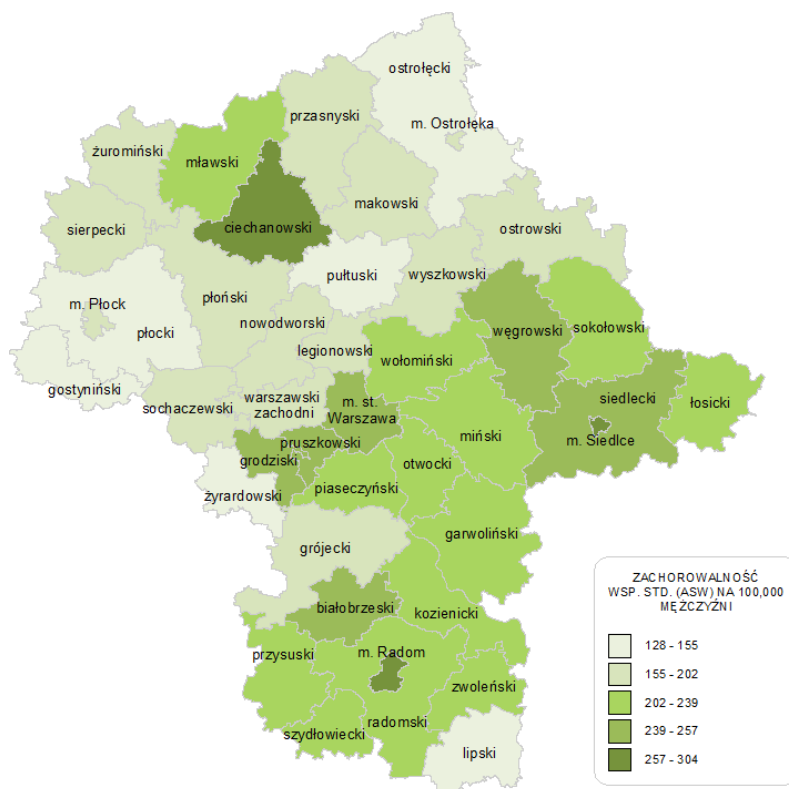 ostrołęcki
przasnyski
m. Ostrołęka
żuromiński
mławski
makowski
sierpecki
ciechanowski
ostrowski
pułtuski
wyszkowski
m. Płock
płoński
płocki
nowodworski
węgrowski
sokołowski
legionowski
wołomiński
gostyniński
sochaczewski
warszawski
zachodni
m. st.
Warszawa
siedlecki
łosicki
m. Siedlce
miński
pruszkowski
grodziski
otwocki
piaseczyński
żyrardowski
garwoliński
grójecki
białobrzeski
kozienicki
przysuski
m. Radom
zwoleński
radomski
szydłowiecki
lipski
ZACHOROWALNOŚĆ
WSP. STD. (ASW) NA 100,000
MĘŻCZYŹNI
128 - 155
155 - 202
202 - 239
239 - 257
257 - 304